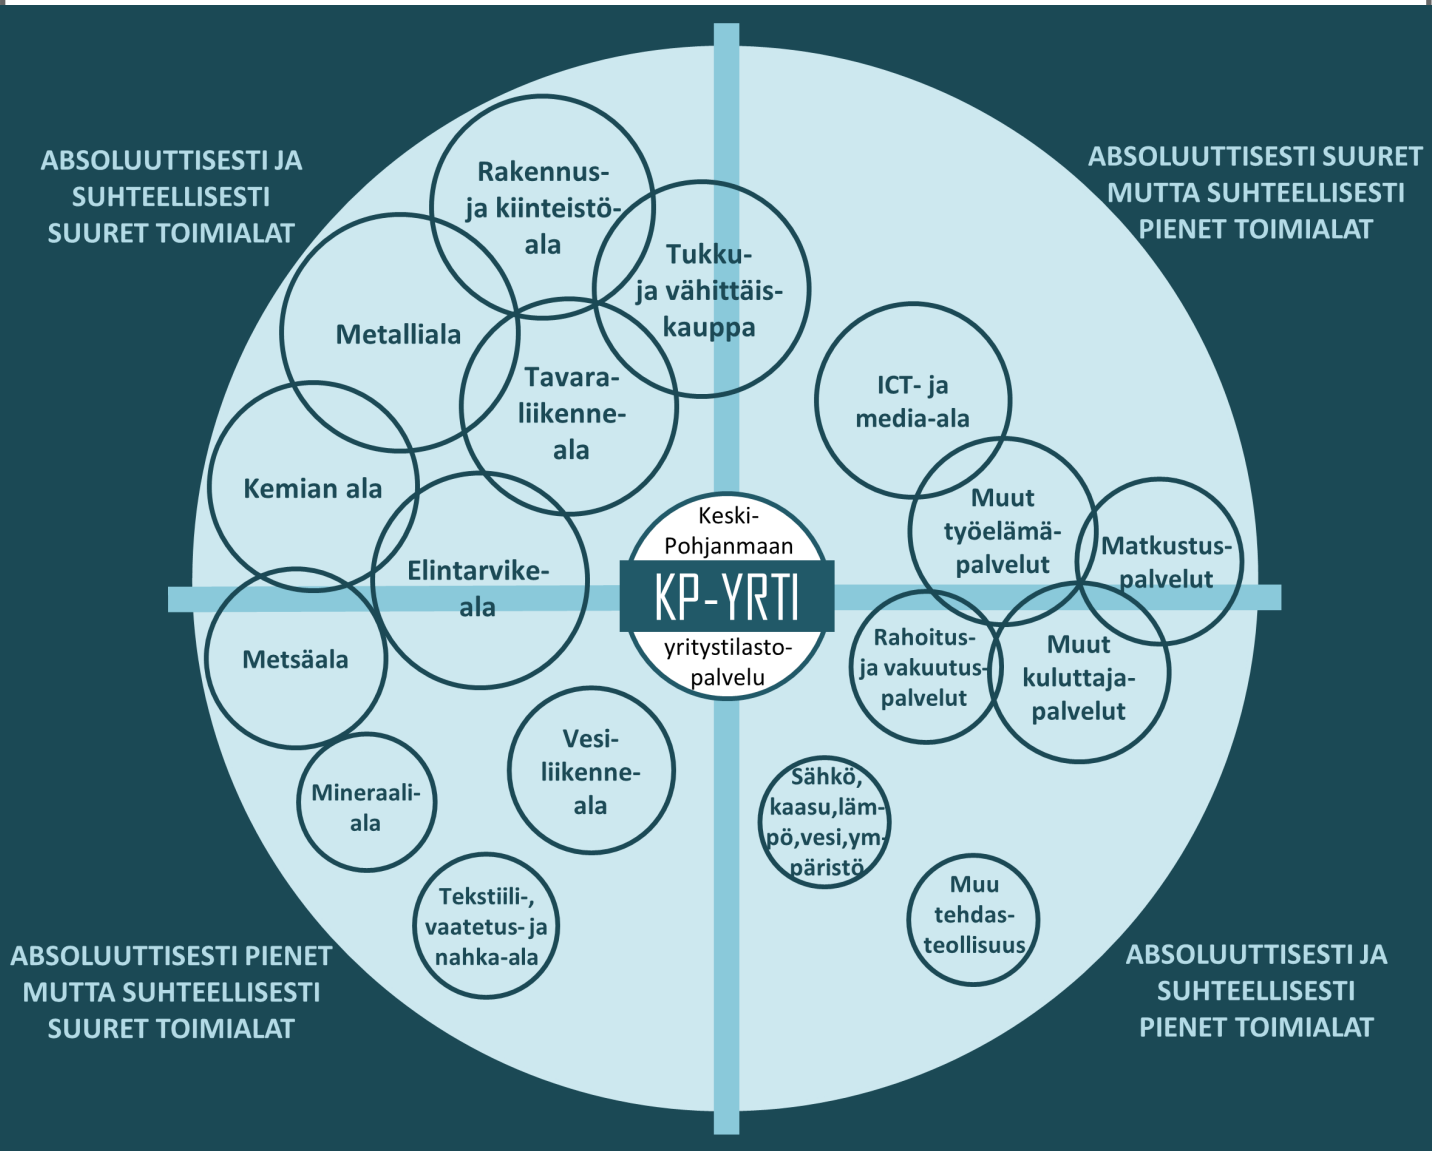 ABSOLUUTTISESTI JA
SUHTEELLISESTI
SUURET TOIMIALAT
ABSOLUUTTISESTI SUURET
MUTTA SUHTEELLISESTI
PIENET TOIMIALAT
Rakennus-
ja kiinteistö-
ala
Tukku-
ja vähittäis-
kauppa
Metalliala
Tavara-
liikenne-
ala
Kemian ala
Elintarvike-
ala
Metsäala
ICT- ja
media-ala
Muut
työelämä-
palvelut
Matkustus-
palvelut
Keski-
Pohjanmaan
KP-YRTI
yritystilasto-
palvelu
Rahoitus-
ja vakuutus-
palvelut
Muut
kuluttaja-
palvelut
Vesi-
liikenne-
ala
Mineraali-
ala
Tekstiili-,
vaatetus- ja
nahka-ala
Sähkö,
kaasu,läm-
pö,vesi,ym-
päristö
Muu
tehdas-
teollisuus
ABSOLUUTTISESTI PIENET
MUTTA SUHTEELLISESTI
SUURET TOIMIALAT
ABSOLUUTTISESTI JA
SUHTEELLISESTI
PIENET TOIMIALAT